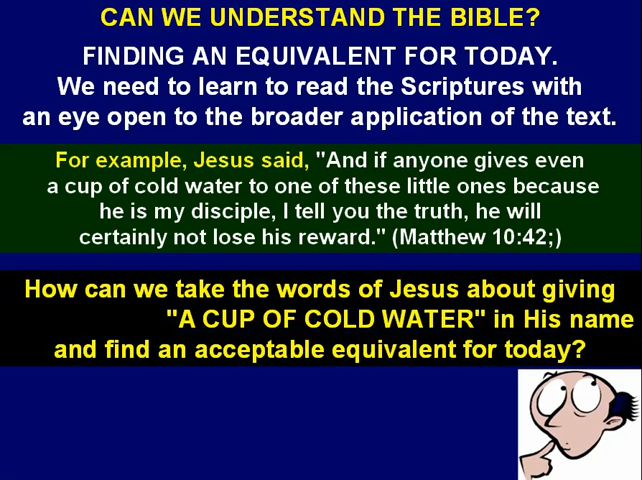 CAN WE UNDERSTAND THE BIBLE?
FINDING AN EQUIVALENT FOR TODAY.
We need to learn to read the Scriptures with
an eye open to the broader application of the text.
For example, Jesus said, "And if anyone gives even
a cup of cold water to one of these little ones because
he is my disciple, I tell you the truth, he will
certainly not lose his reward." (Matthew 10:42;)
How can we take the words of Jesus about giving
"A CUP OF COLD WATER" in His name
and find an acceptable equivalent for today?